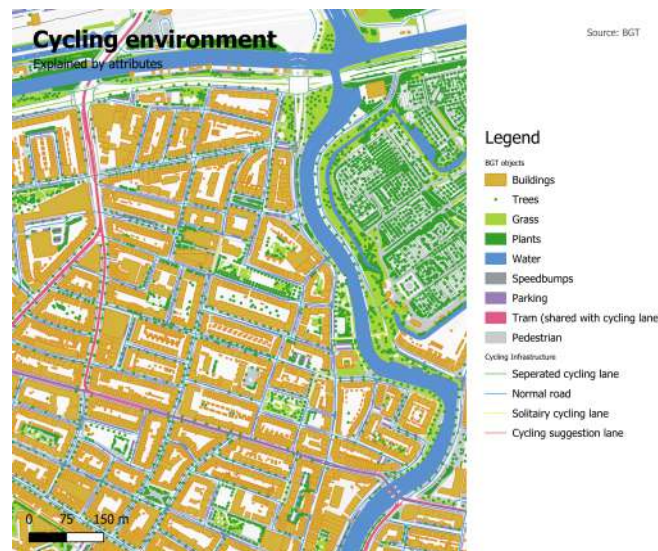 Cycling environment
Explained by attributes
Source: BGT
Legend
BGT objects
Buildings
Trees
Grass
Plants
Water
Speedbumps
Parking
Tram (shared with cycling lane
Pedestrian
Cycling Infrastructure
Seperated cycling lane
Normal road
Solitairy cycling lane
Cycling suggestion lane
0 75 150 m